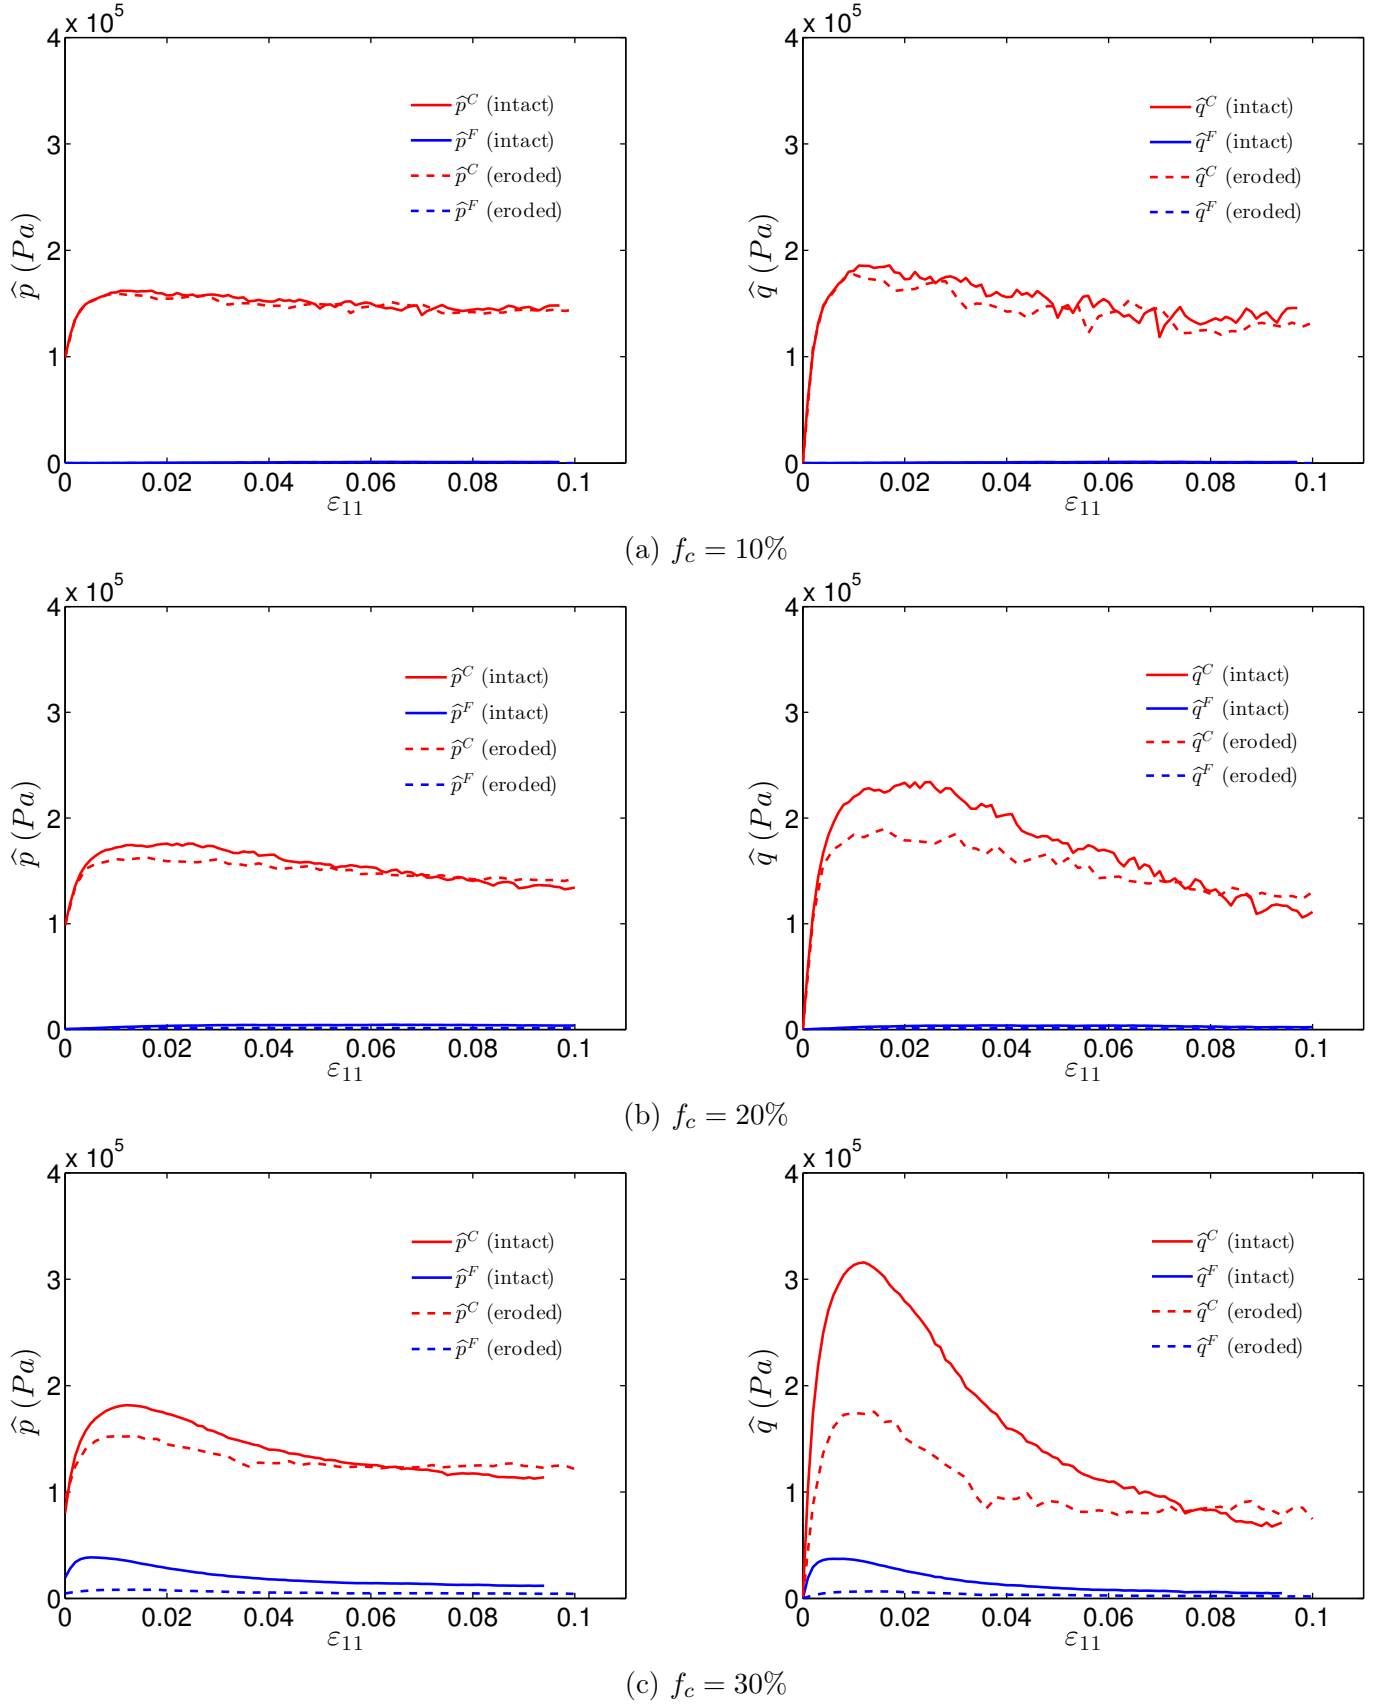 x 10^5
4
3
2
1
0
p̂ (Pa)
p̂^C (intact)
p̂^F (intact)
p̂^C (eroded)
p̂^F (eroded)
0 0.02 0.04 0.06 0.08 0.1
ε_11
x 10^5
4
3
2
1
0
q̂ (Pa)
q̂^C (intact)
q̂^F (intact)
q̂^C (eroded)
q̂^F (eroded)
0 0.02 0.04 0.06 0.08 0.1
ε_11
(a) f_c = 10%
x 10^5
4
3
2
1
0
p̂ (Pa)
p̂^C (intact)
p̂^F (intact)
p̂^C (eroded)
p̂^F (eroded)
0 0.02 0.04 0.06 0.08 0.1
ε_11
x 10^5
4
3
2
1
0
q̂ (Pa)
q̂^C (intact)
q̂^F (intact)
q̂^C (eroded)
q̂^F (eroded)
0 0.02 0.04 0.06 0.08 0.1
ε_11
(b) f_c = 20%
x 10^5
4
3
2
1
0
p̂ (Pa)
p̂^C (intact)
p̂^F (intact)
p̂^C (eroded)
p̂^F (eroded)
0 0.02 0.04 0.06 0.08 0.1
ε_11
x 10^5
4
3
2
1
0
q̂ (Pa)
q̂^C (intact)
q̂^F (intact)
q̂^C (eroded)
q̂^F (eroded)
0 0.02 0.04 0.06 0.08 0.1
ε_11
(c) f_c = 30%